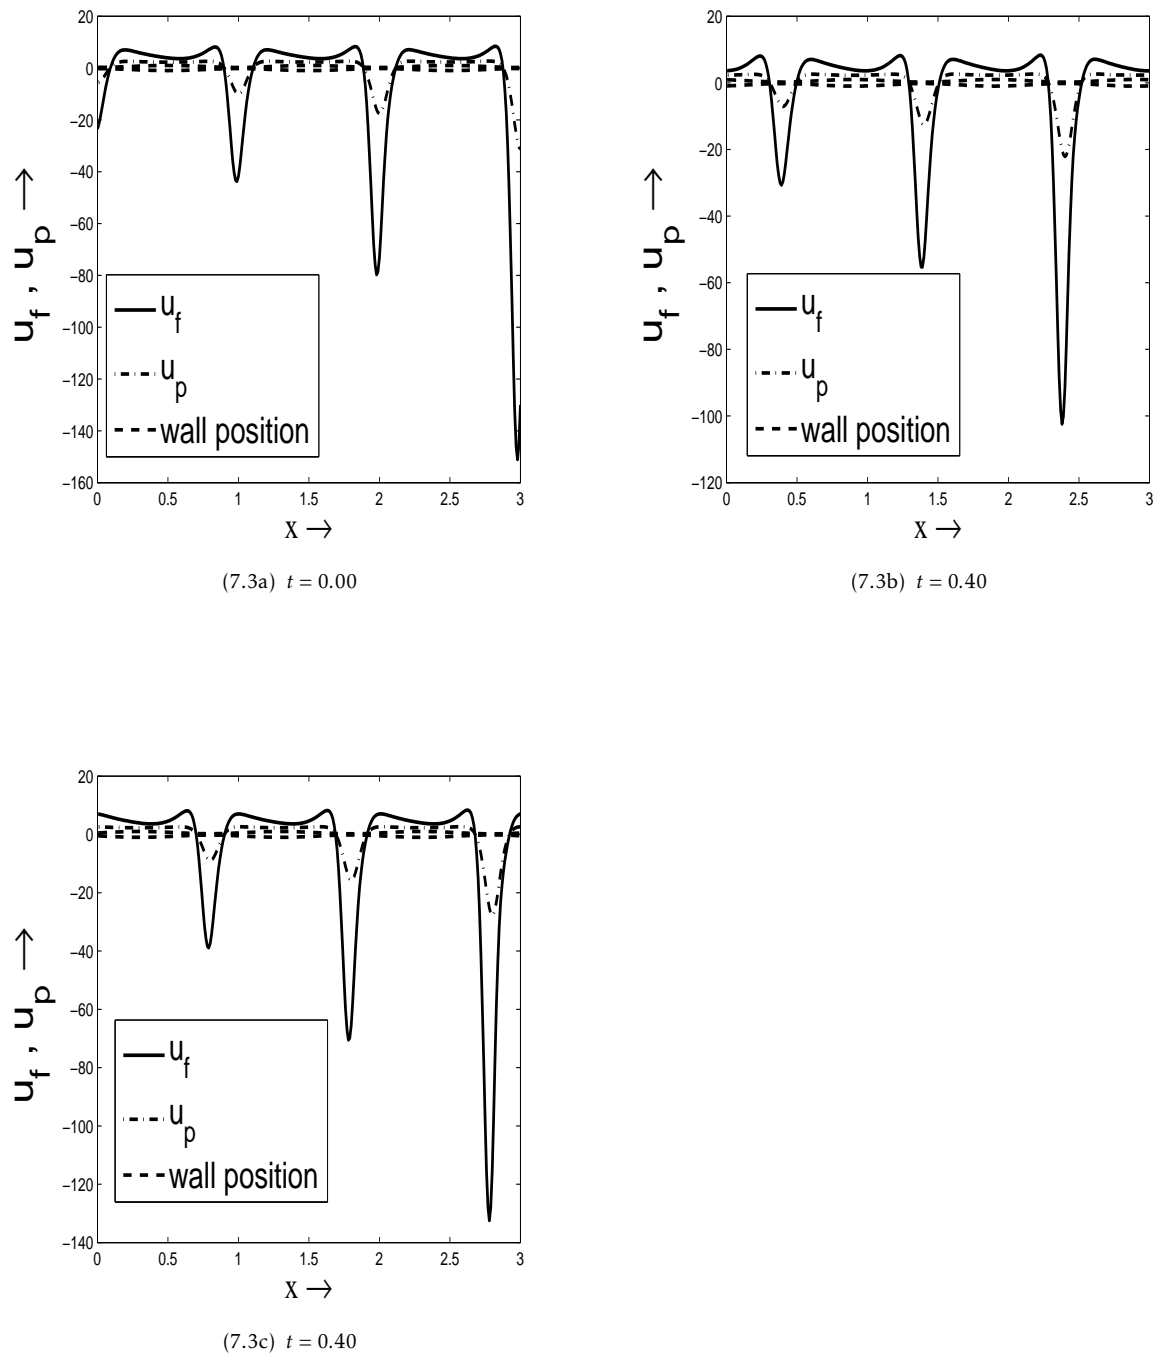 20
0
−20
−40
−60
−80
−100
−120
−140
−160
0 0.5 1 1.5 2 2.5 3
u_f , u_p →
x →
u_f
u_p
wall position
(7.3a) t = 0.00
20
0
−20
−40
−60
−80
−100
−120
0 0.5 1 1.5 2 2.5 3
u_f , u_p →
x →
u_f
u_p
wall position
(7.3b) t = 0.40
20
0
−20
−40
−60
−80
−100
−120
−140
0 0.5 1 1.5 2 2.5 3
u_f , u_p →
x →
u_f
u_p
wall position
(7.3c) t = 0.40